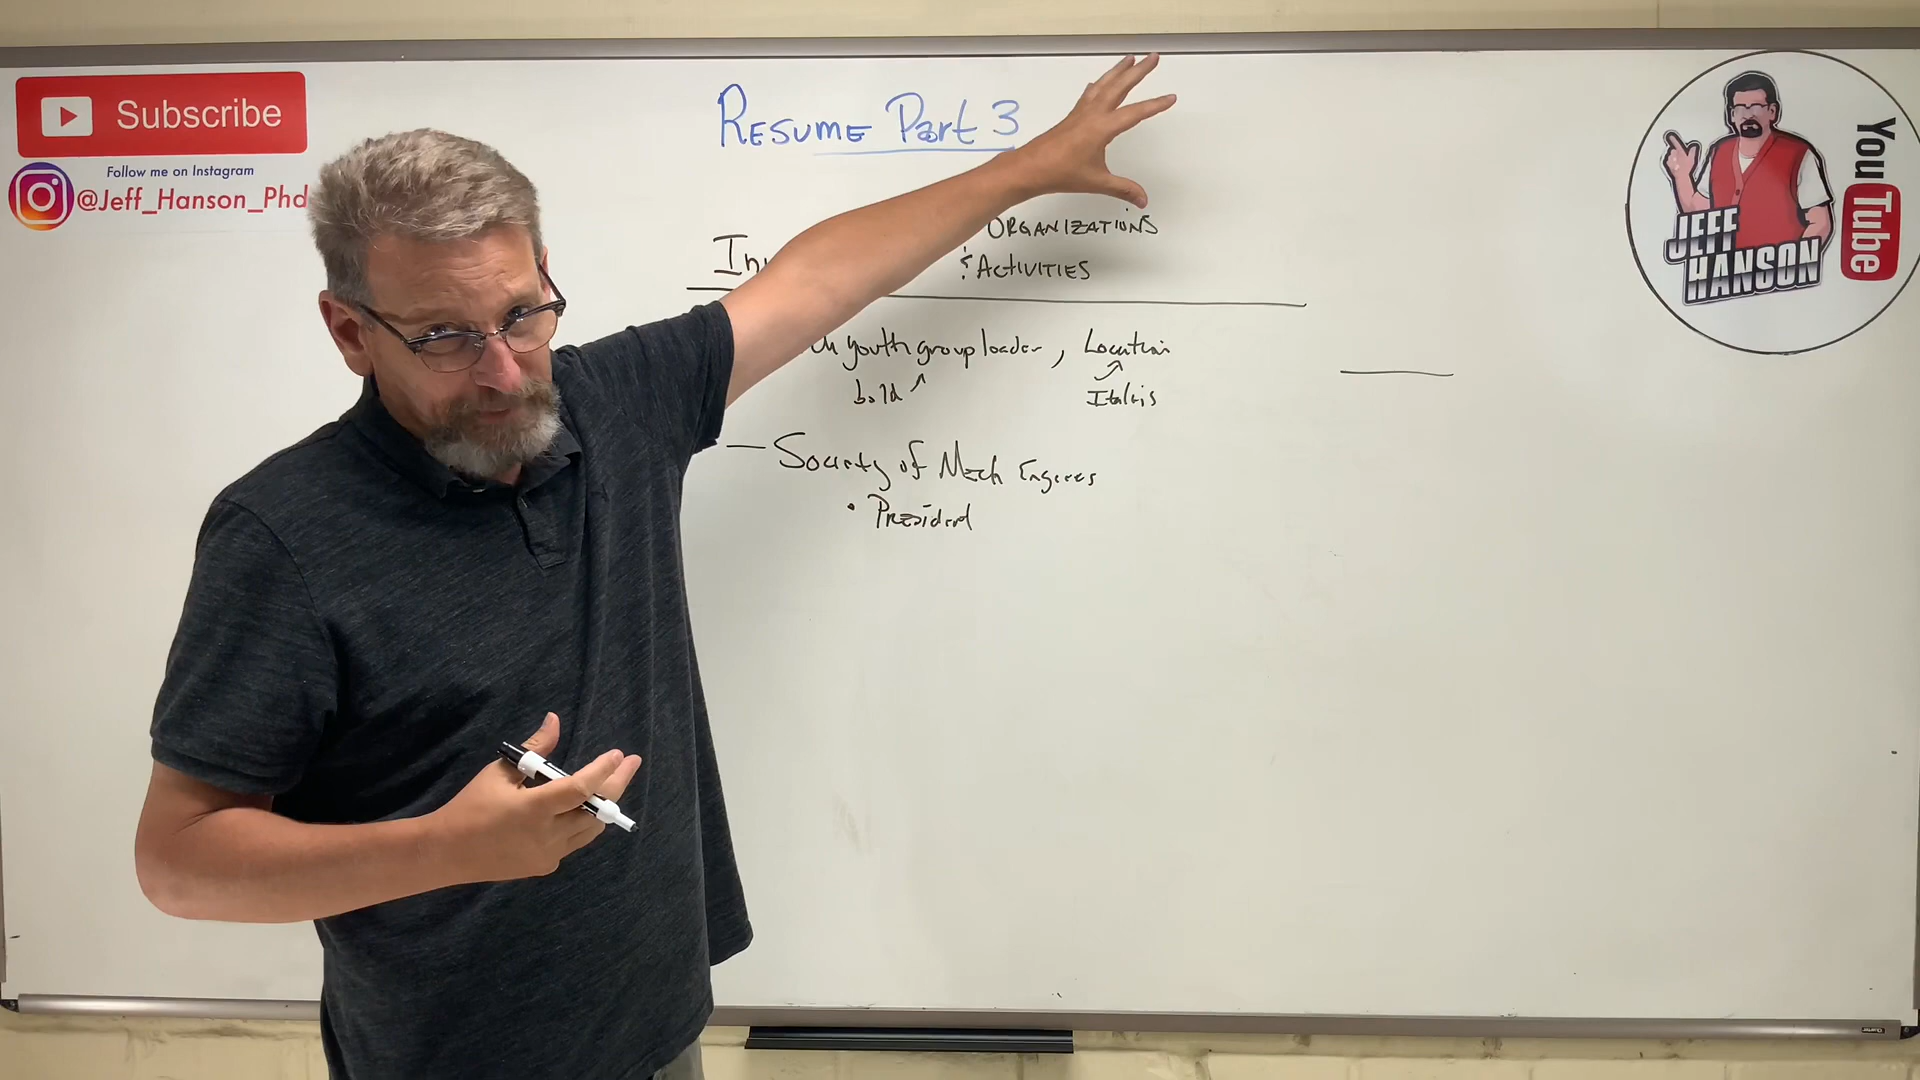 Subscribe
Follow me on Instagram
@Jeff_Hanson_Phd
RESUME Part 3
ORGANIZATIONS
& ACTIVITIES
youth group leader, Location
bold
Italics
— Society of Mech Engineers
• President
JEFF
HANSON
YouTube